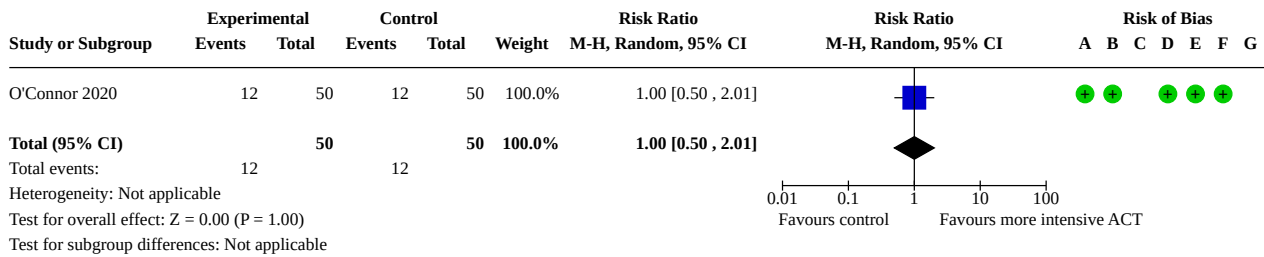 Experimental Control Risk Ratio Risk Ratio Risk of Bias
Study or Subgroup Events Total Events Total Weight M-H, Random, 95% CI M-H, Random, 95% CI A B C D E F G
O'Connor 2020 12 50 12 50 100.0% 1.00 [0.50 , 2.01] + + + + +
Total (95% CI) 50 50 100.0% 1.00 [0.50 , 2.01]
Total events: 12 12
Heterogeneity: Not applicable
Test for overall effect: Z = 0.00 (P = 1.00)
Test for subgroup differences: Not applicable
0.01 0.1 1 10 100
Favours control Favours more intensive ACT